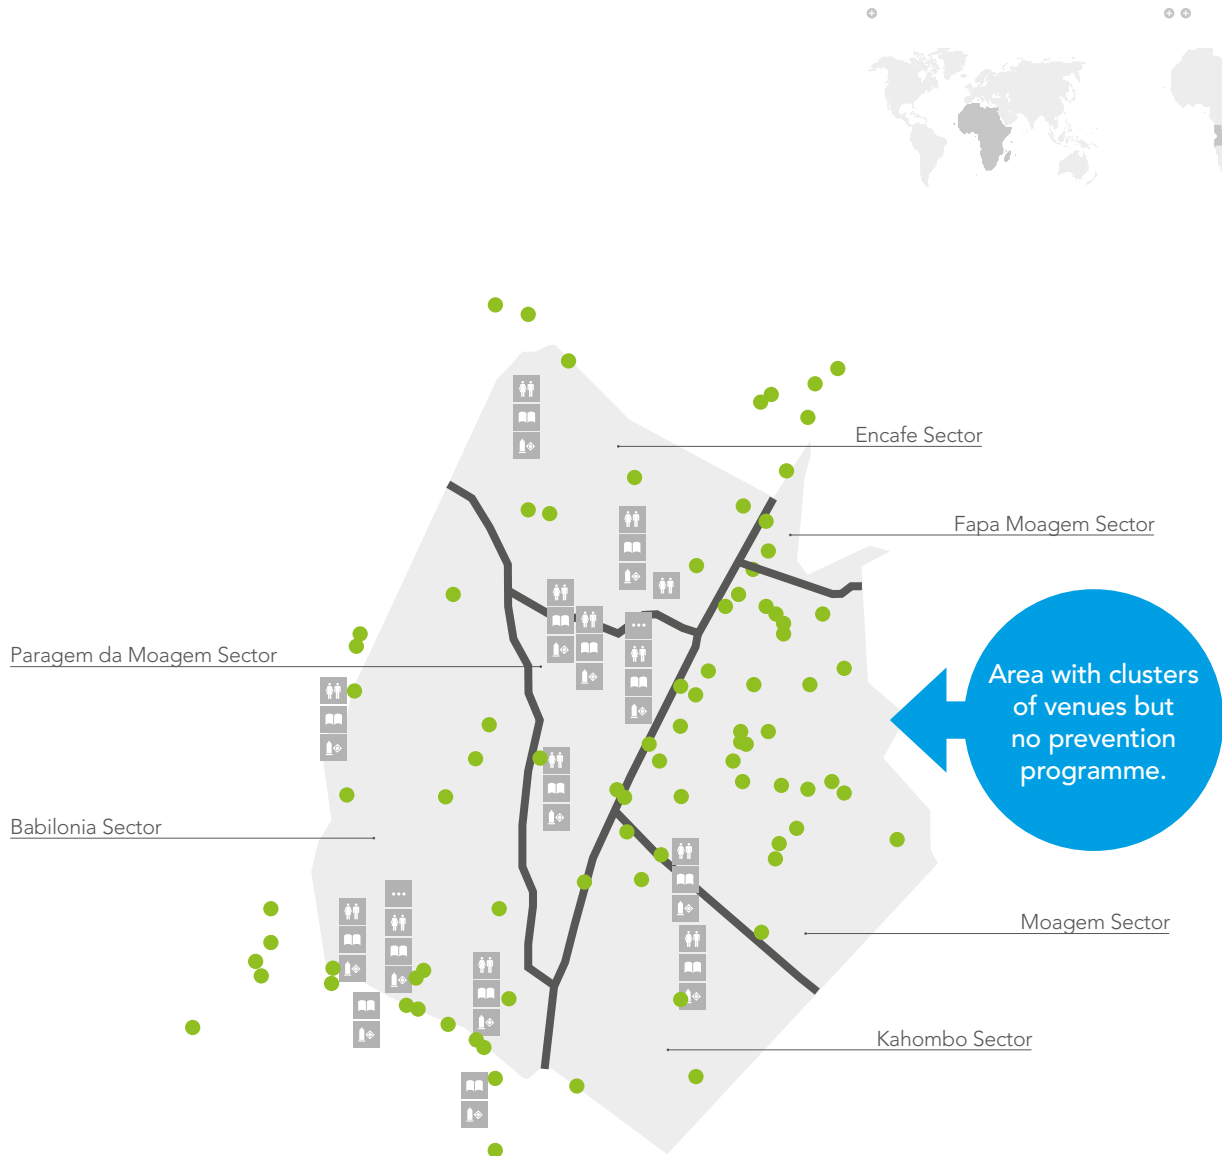 Encafe Sector
Fapa Moagem Sector
Paragem da Moagem Sector
Area with clusters
of venues but
no prevention
programme.
Babilonia Sector
Moagem Sector
Kahombo Sector